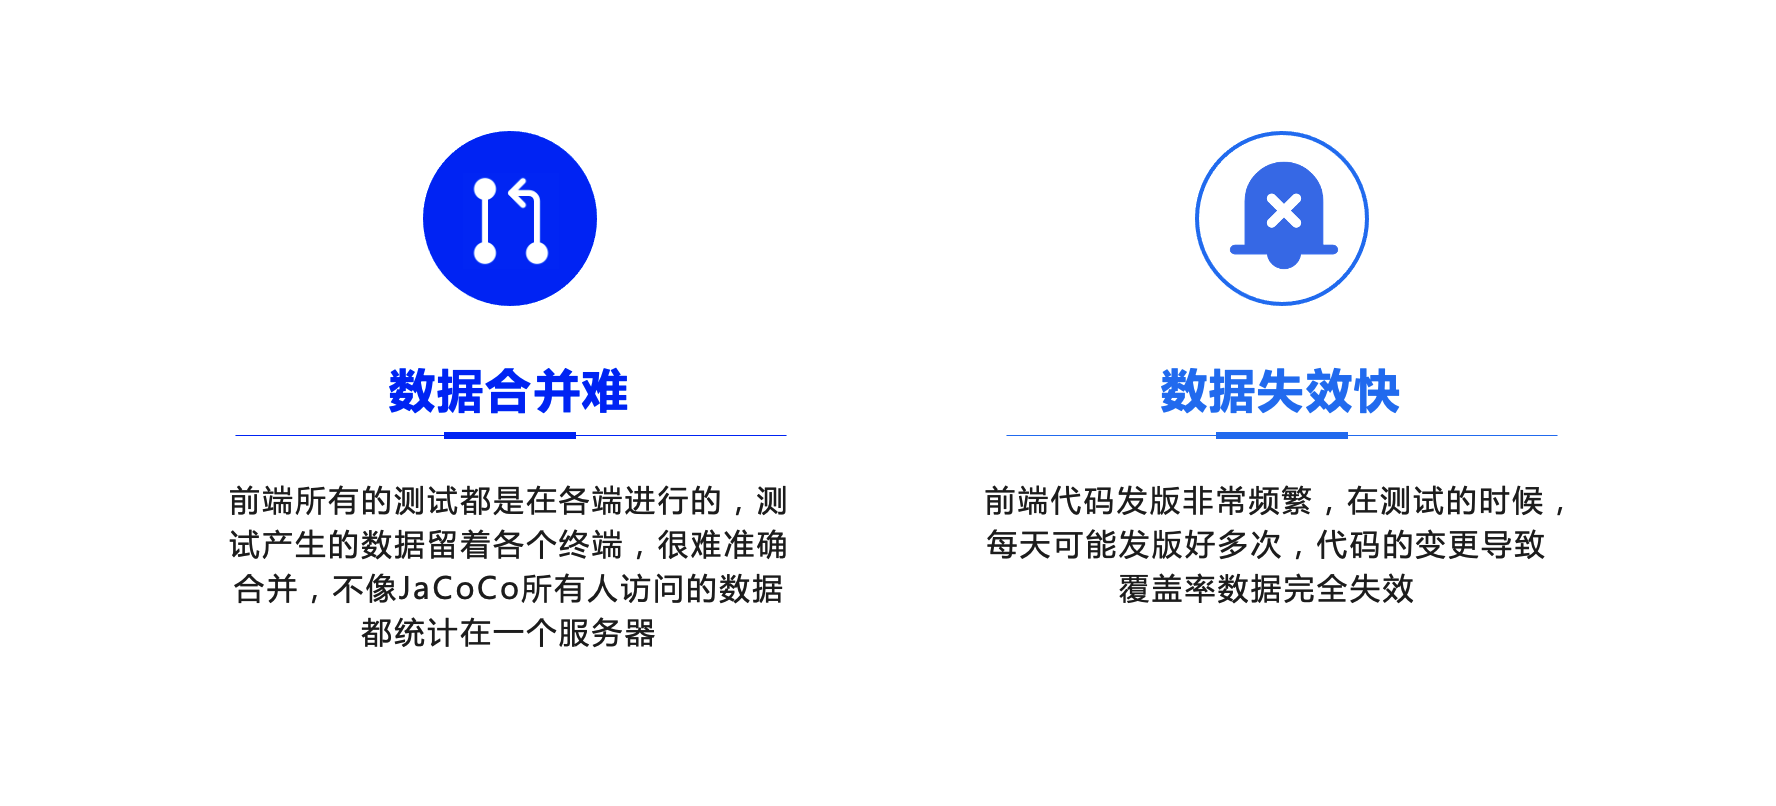 数据合并难
前端所有的测试都是在各端进行的，测
试产生的数据留着各个终端，很难准确
合并，不像JaCoCo所有人访问的数据
都统计在一个服务器
数据失效快
前端代码发版非常频繁，在测试的时候，
每天可能发版好多次，代码的变更导致
覆盖率数据完全失效